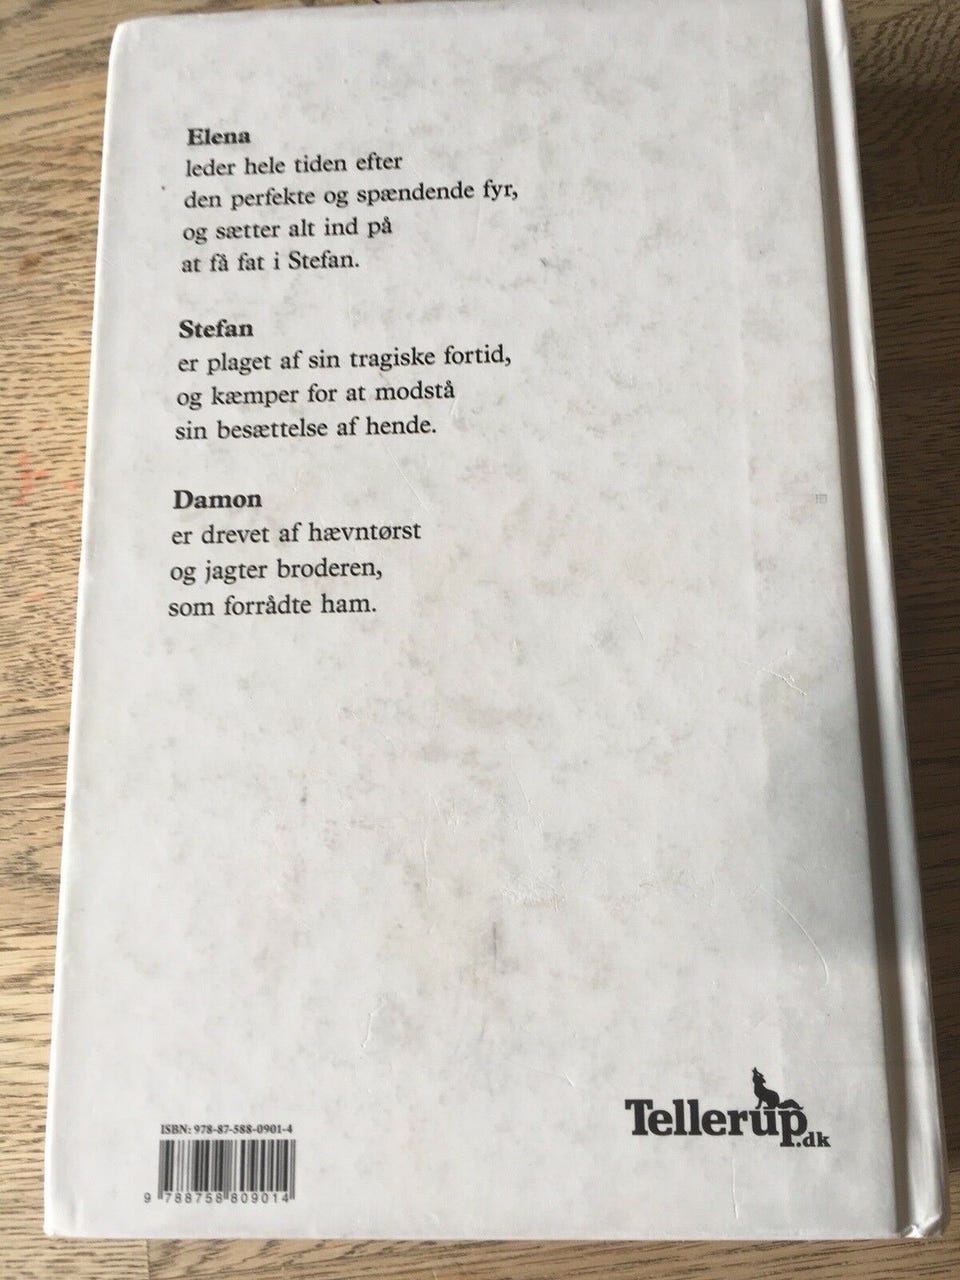 Elena
leder hele tiden efter
den perfekte og spændende fyr,
og sætter alt ind på
at få fat i Stefan.
Stefan
er plaget af sin tragiske fortid,
og kæmper for at modstå
sin besættelse af hende.
Damon
er drevet af hævntørst
og jagter broderen,
som forrådte ham.
ISBN: 978-87-588-0901-4
9 788758 809014
Tellerup.dk